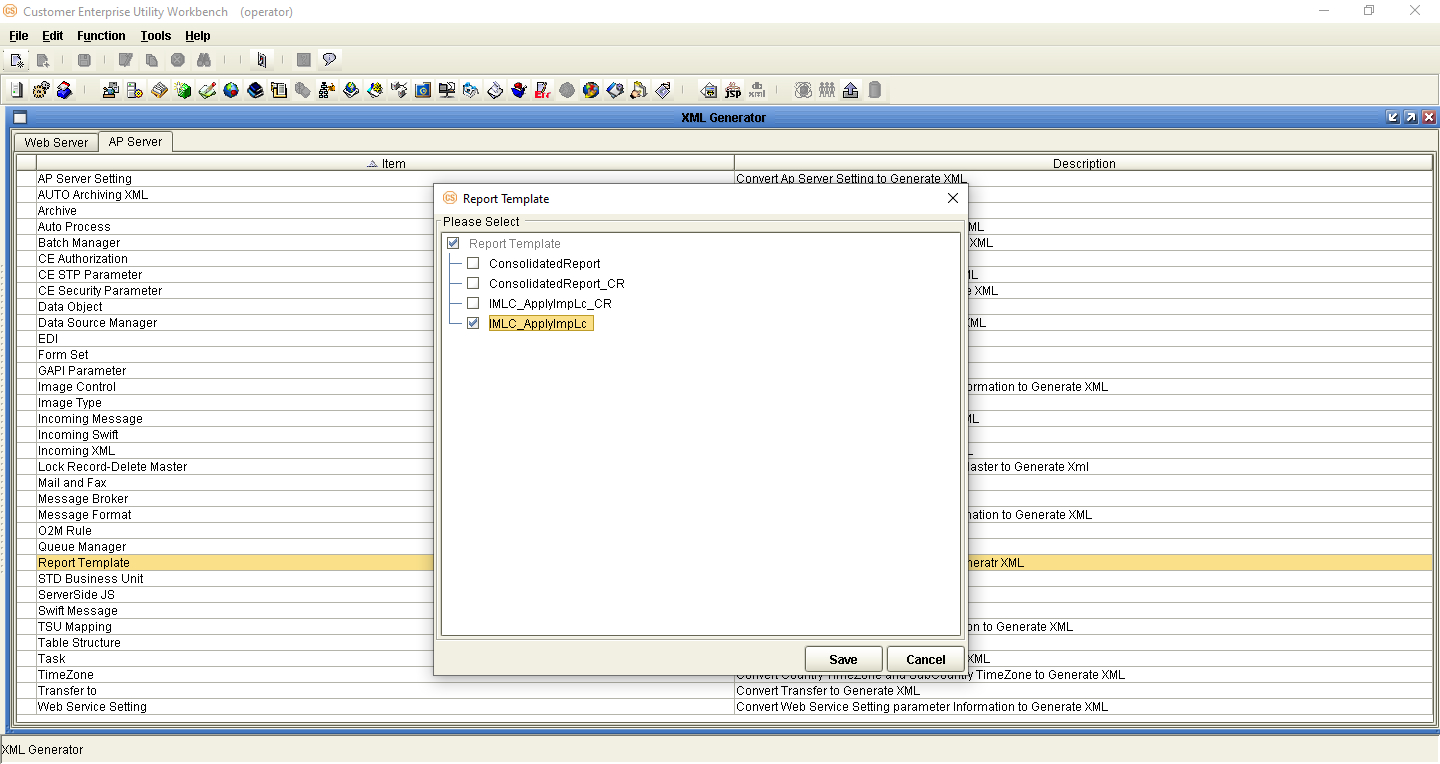 Customer Enterprise Utility Workbench (operator)
File Edit Function Tools Help
XML Generator
Web Server AP Server
Item Description
AP Server Setting Convert Ap Server Setting to Generate XML
AUTO Archiving XML
Archive
Auto Process ML
Batch Manager XML
CE Authorization
CE STP Parameter
CE Security Parameter XML
Data Object
Data Source Manager ML
EDI
Form Set
GAPI Parameter
Image Control ormation to Generate XML
Image Type
Incoming Message
Incoming Swift
Incoming XML
Lock Record-Delete Master aster to Generate Xml
Mail and Fax
Message Broker
Message Format nation to Generate XML
O2M Rule
Queue Manager
Report Template neratr XML
STD Business Unit
ServerSide JS
Swift Message
TSU Mapping on to Generate XML
Table Structure
Task XML
TimeZone Convert Country TimeZone and SubCountry TimeZone to Generate XML
Transfer to Convert Transfer to Generate XML
Web Service Setting Convert Web Service Setting parameter Information to Generate XML
Report Template
Please Select
Report Template
ConsolidatedReport
ConsolidatedReport_CR
IMLC_ApplyImpLc_CR
IMLC_ApplyImpLc
Save Cancel
XML Generator